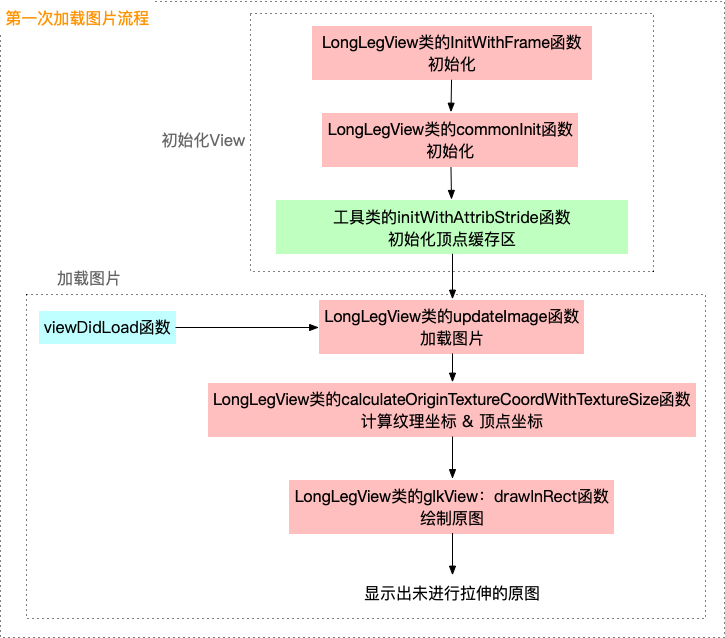 第一次加载图片流程
LongLegView类的InitWithFrame函数
初始化
初始化View
LongLegView类的commonInit函数
初始化
工具类的initWithAttribStride函数
初始化顶点缓存区
加载图片
viewDidLoad函数
LongLegView类的updateImage函数
加载图片
LongLegView类的calculateOriginTextureCoordWithTextureSize函数
计算纹理坐标 & 顶点坐标
LongLegView类的glkView：drawInRect函数
绘制原图
显示出未进行拉伸的原图